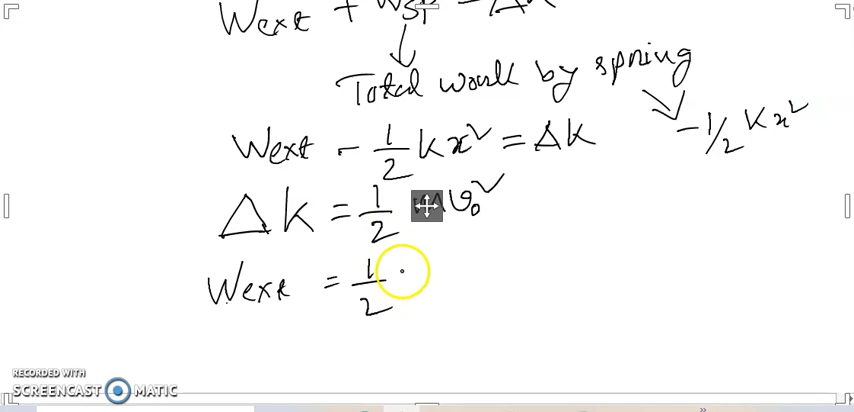 Wext + Wsp = Δk
Total work by spring
-1/2 Kx²
Wext - 1/2 Kx² = Δk
Δk = 1/2 m v₀²
Wext = 1/2
RECORDED WITH
SCREENCAST MATIC